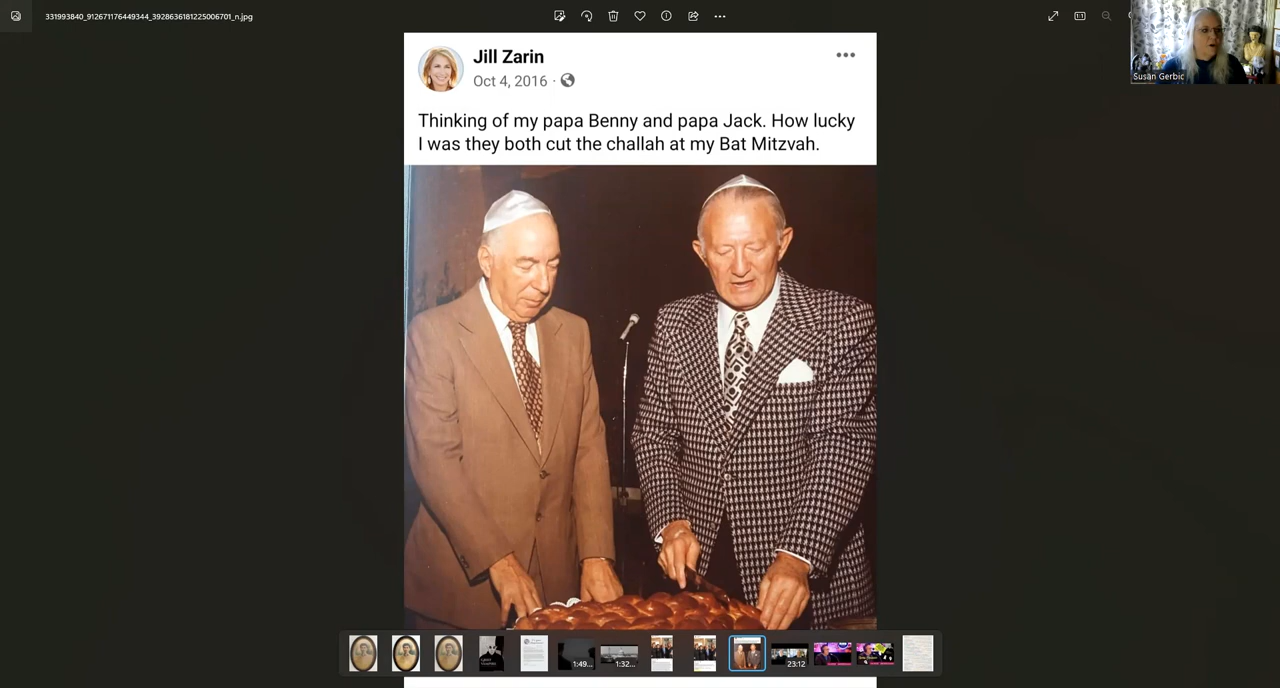 331993840_912671176449344_3928636181225006701_n.jpg
Susan Gerbic
Jill Zarin
Oct 4, 2016 ·
Thinking of my papa Benny and papa Jack. How lucky
I was they both cut the challah at my Bat Mitzvah.
1:49...
1:32...
23:12